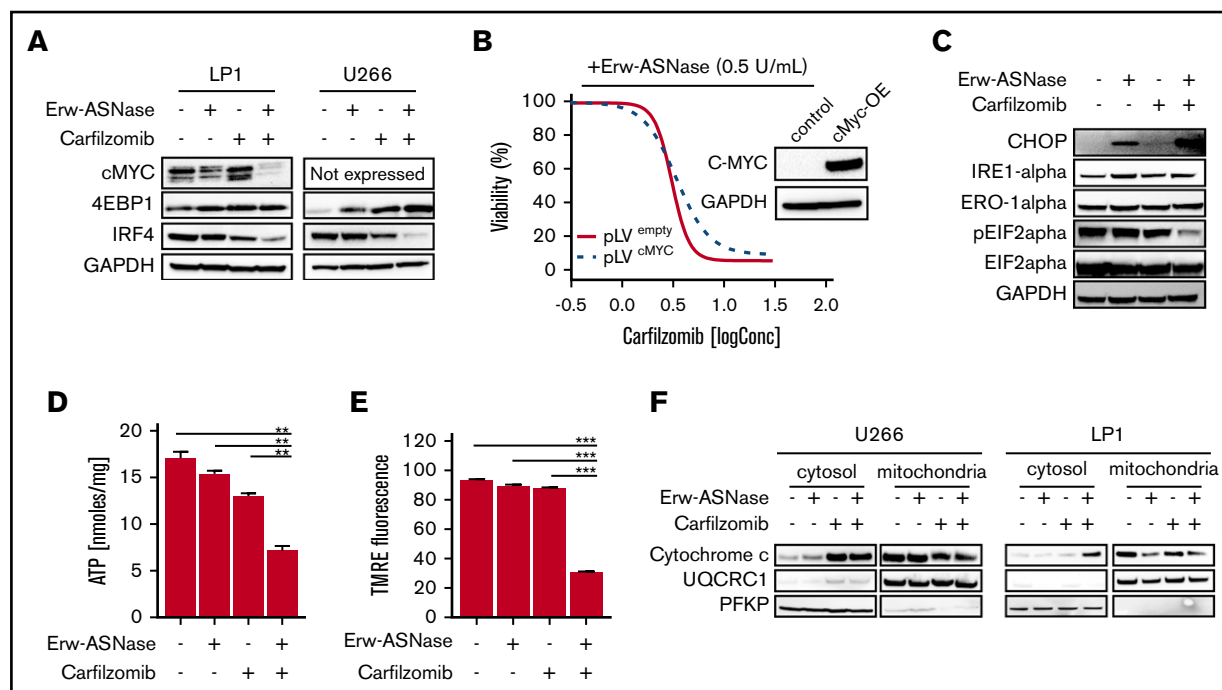 A
LP1 U266
Erw-ASNase - + - + - + - +
Carfilzomib - - + + - - + +
cMYC
Not expressed
4EBP1
IRF4
GAPDH
B
+Erw-ASNase (0.5 U/mL)
Viability (%)
100
80
60
40
20
0
-0.5 0.0 0.5 1.0 1.5 2.0
Carfilzomib [logConc]
pLV empty
pLV cMYC
control
cMyc-OE
C-MYC
GAPDH
C
Erw-ASNase - + - +
Carfilzomib - - + +
CHOP
IRE1-alpha
ERO-1alpha
pEIF2apha
EIF2apha
GAPDH
D
ATP [nmoles/mg]
20
15
10
5
0
**
**
**
Erw-ASNase - + - +
Carfilzomib - - + +
E
TMRE fluorescence
120
100
80
60
40
20
0
***
***
***
- + - +
- - + +
F
U266 LP1
cytosol mitochondria cytosol mitochondria
Erw-ASNase - + - + - + - + - + - + - + - +
Carfilzomib - - + + - - + + - - + + - - + +
Cytochrome c
UQCRC1
PFKP